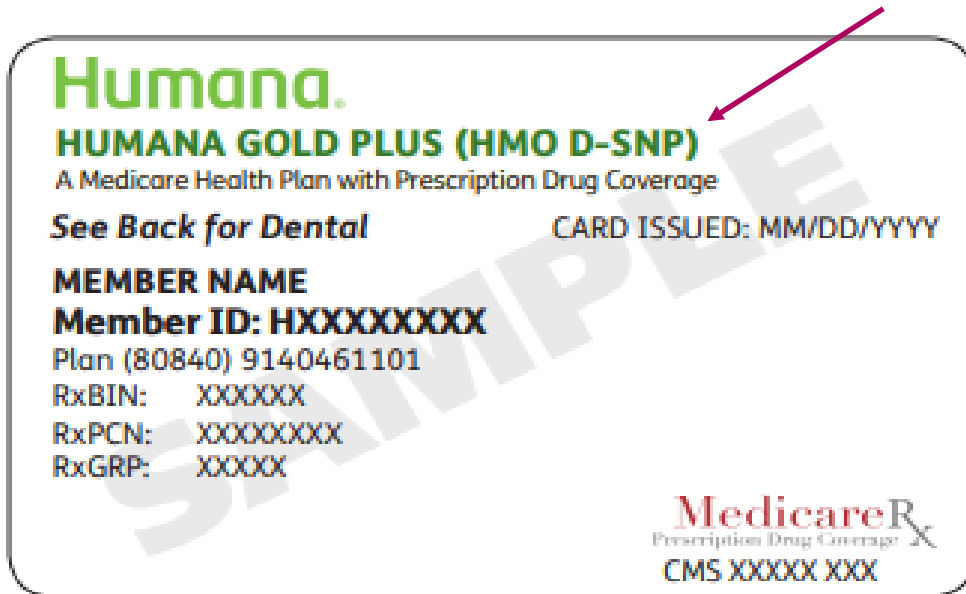 Humana.
HUMANA GOLD PLUS (HMO D-SNP)
A Medicare Health Plan with Prescription Drug Coverage
See Back for Dental CARD ISSUED: MM/DD/YYYY
MEMBER NAME
Member ID: HXXXXXXXX
Plan (80840) 9140461101
RxBIN: XXXXXX
RxPCN: XXXXXXXX
RxGRP: XXXXX
SAMPLE
MedicareRx
Prescription Drug Coverage
CMS XXXXX XXX